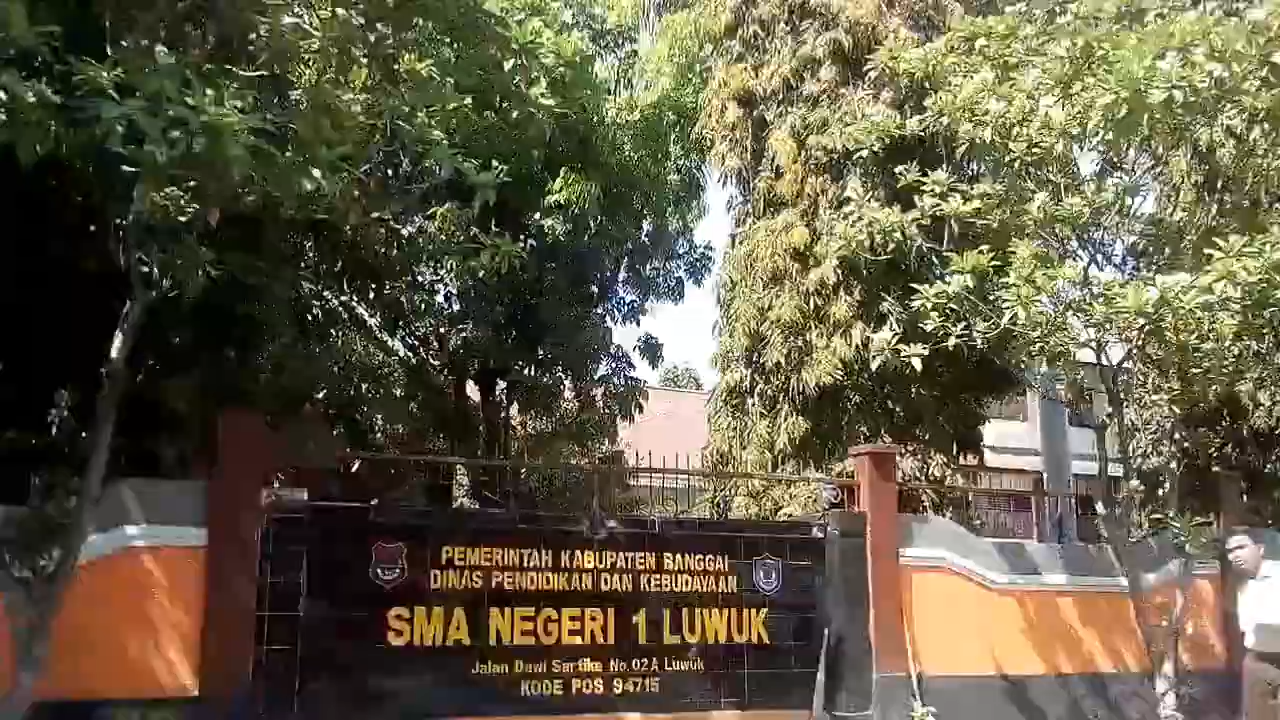 PEMERINTAH KABUPATEN BANGGAI
DINAS PENDIDIKAN DAN KEBUDAYAAN
SMA NEGERI 1 LUWUK
Jalan Dewi Sartika No.02A Luwuk
KODE POS 94715